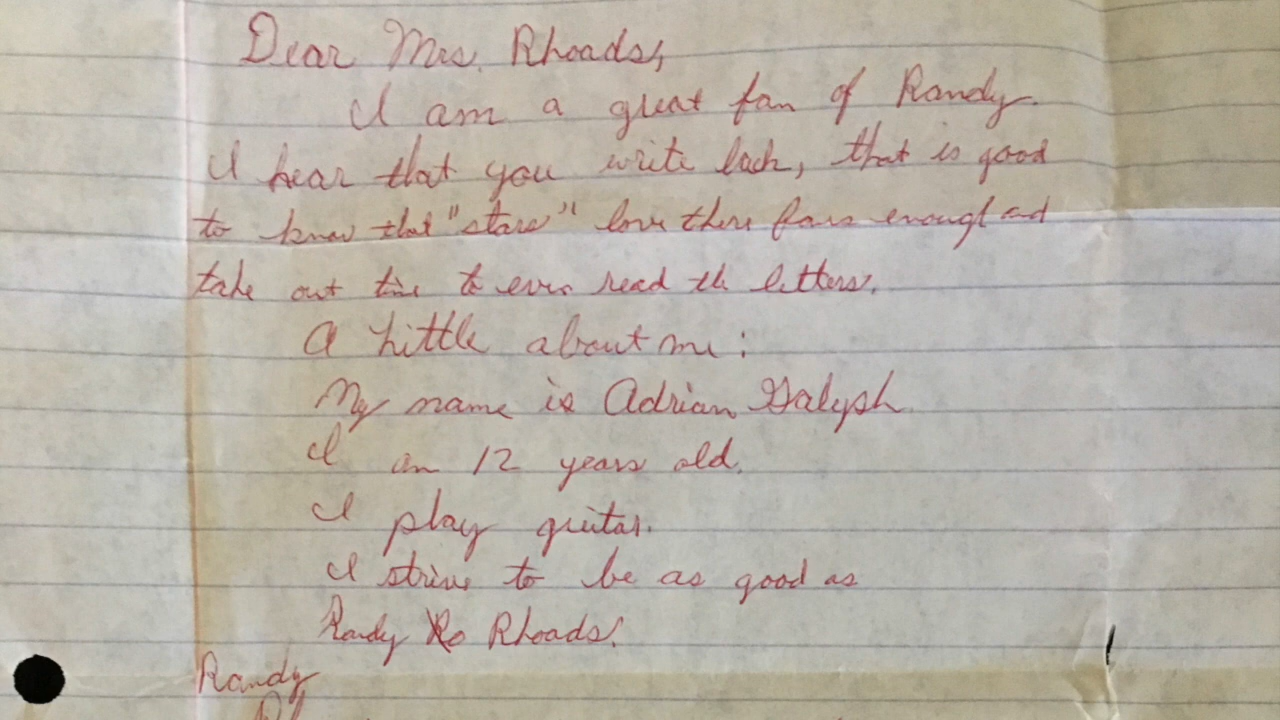 Dear Mrs. Rhoads,
I am a great fan of Randy.
I hear that you write back, that is good
to know that "stars" love there fans enough and
take out time to even read the letters.
A Little about me:
My name is Adrian Galysh
I am 12 years old.
I play guitar.
I strive to be as good as
Randy Ro Rhoads!
Randy